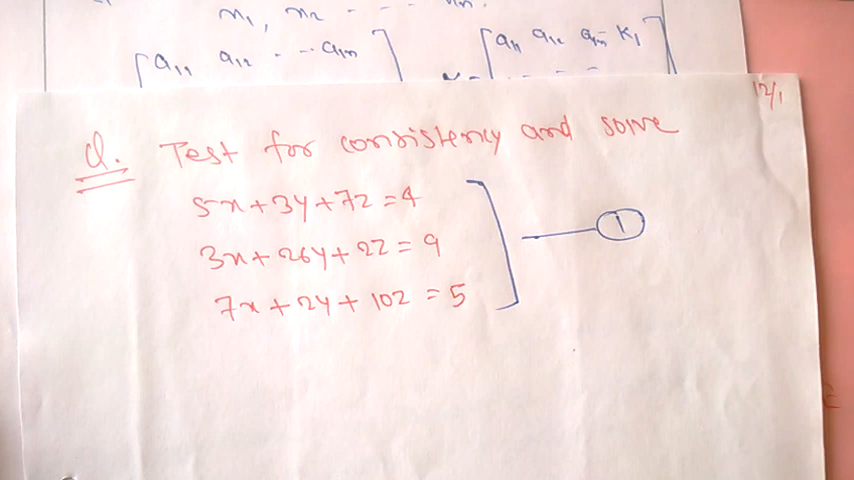 x1, x2 - - - xn.
[a11 a12 - - a1n] [a11 a12 a1n K1]
12/1
Q. Test for consistency and solve
5x+3y+7z=4
3x+26y+2z=9
1
7x+2y+10z=5